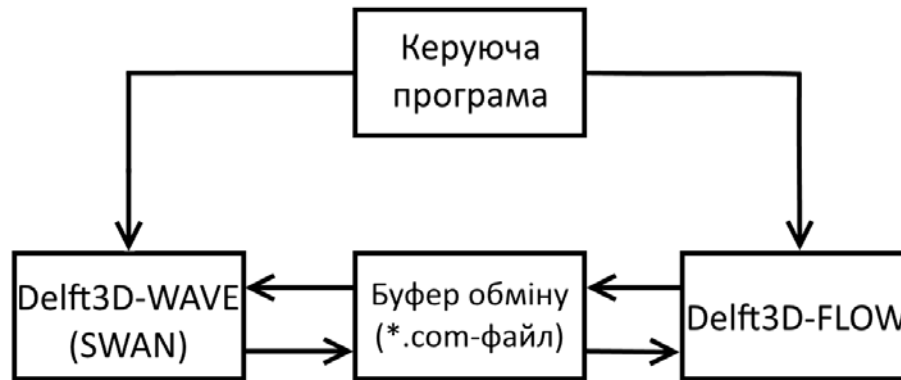 Керуюча
програма
Delft3D-WAVE
(SWAN)
Буфер обміну
(*.com-файл)
Delft3D-FLOW